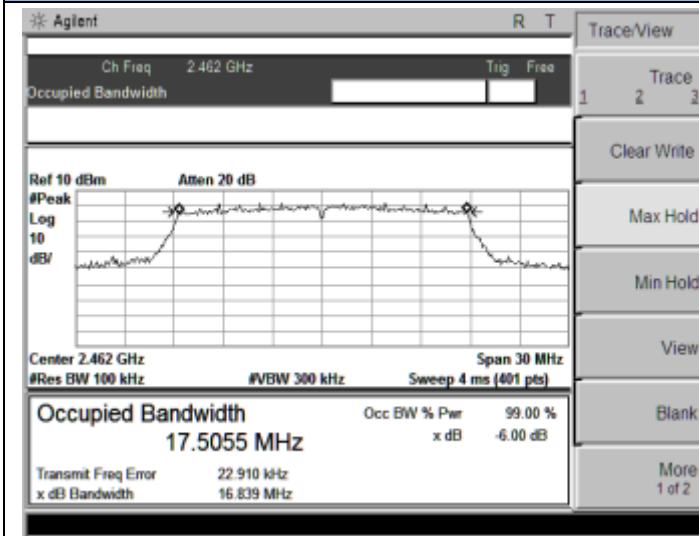 Agilent R T
Ch Freq 2.462 GHz Trig Free
Occupied Bandwidth
Ref 10 dBm Atten 20 dB
#Peak
Log
10
dB/
Center 2.462 GHz Span 30 MHz
#Res BW 100 kHz #VBW 300 kHz Sweep 4 ms (401 pts)
Occupied Bandwidth Occ BW % Pwr 99.00 %
17.5055 MHz x dB -6.00 dB
Transmit Freq Error 22.910 kHz
x dB Bandwidth 16.839 MHz
Trace/View
Trace
1 2 3
Clear Write
Max Hold
Min Hold
View
Blank
More
1 of 2